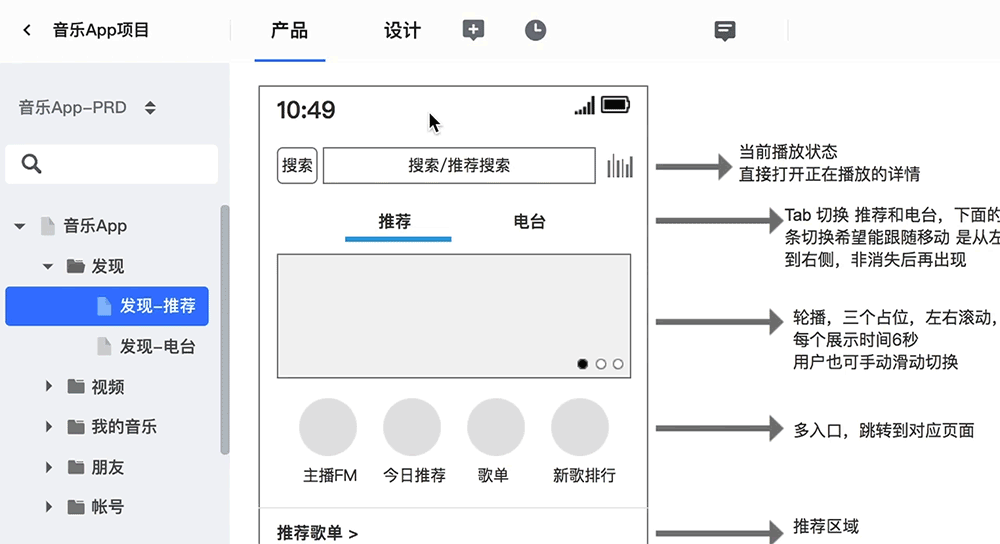 音乐App项目
产品
设计
音乐App-PRD
音乐App
发现
发现-推荐
发现-电台
视频
我的音乐
朋友
帐号
10:49
搜索
搜索/推荐搜索
推荐
电台
主播FM
今日推荐
歌单
新歌排行
推荐歌单 >
当前播放状态
直接打开正在播放的详情
Tab 切换 推荐和电台，下面的
条切换希望能跟随移动 是从左
到右侧，非消失后再出现
轮播，三个占位，左右滚动，
每个展示时间6秒
用户也可手动滑动切换
多入口，跳转到对应页面
推荐区域